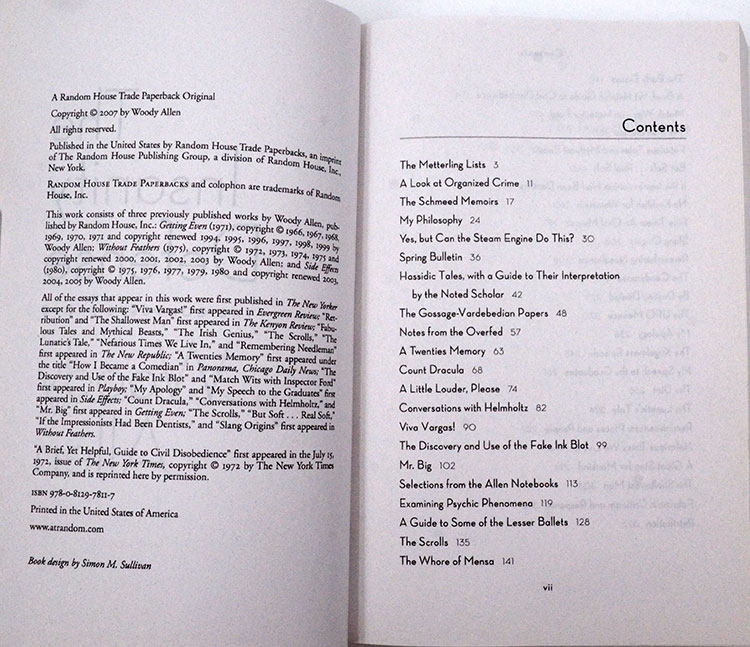 A Random House Trade Paperback Original
Copyright © 2007 by Woody Allen
All rights reserved.
Published in the United States by Random House Trade Paperbacks, an imprint
of The Random House Publishing Group, a division of Random House, Inc.,
New York.
RANDOM HOUSE TRADE PAPERBACKS and colophon are trademarks of Random
House, Inc.
This work consists of three previously published works by Woody Allen, pub-
lished by Random House, Inc.: Getting Even (1971), copyright © 1966, 1967, 1968,
1969, 1970, 1971 and copyright renewed 1994, 1995, 1996, 1997, 1998, 1999 by
Woody Allen; Without Feathers (1975), copyright © 1972, 1973, 1974, 1975 and
copyright renewed 2000, 2001, 2002, 2003 by Woody Allen; and Side Effects
(1980), copyright © 1975, 1976, 1977, 1979, 1980 and copyright renewed 2003,
2004, 2005 by Woody Allen.
All of the essays that appear in this work were first published in The New Yorker
except for the following: "Viva Vargas!" first appeared in Evergreen Review; "Ret-
ribution" and "The Shallowest Man" first appeared in The Kenyon Review; "Fabu-
lous Tales and Mythical Beasts," "The Irish Genius," "The Scrolls," "The
Lunatic's Tale," "Nefarious Times We Live In," and "Remembering Needleman"
first appeared in The New Republic; "A Twenties Memory" first appeared under
the title "How I Became a Comedian" in Panorama, Chicago Daily News; "The
Discovery and Use of the Fake Ink Blot" and "Match Wits with Inspector Ford"
first appeared in Playboy; "My Apology" and "My Speech to the Graduates" first
appeared in Side Effects; "Count Dracula," "Conversations with Helmholtz," and
"Mr. Big" first appeared in Getting Even; "The Scrolls," "But Soft . . . Real Soft,"
"If the Impressionists Had Been Dentists," and "Slang Origins" first appeared in
Without Feathers.
"A Brief, Yet Helpful, Guide to Civil Disobedience" first appeared in the July 15,
1972, issue of The New York Times, copyright © 1972 by The New York Times
Company, and is reprinted here by permission.
ISBN 978-0-8129-7811-7
Printed in the United States of America
www.atrandom.com
Book design by Simon M. Sullivan
Contents
The Metterling Lists 3
A Look at Organized Crime 11
The Schmeed Memoirs 17
My Philosophy 24
Yes, but Can the Steam Engine Do This? 30
Spring Bulletin 36
Hassidic Tales, with a Guide to Their Interpretation
by the Noted Scholar 42
The Gossage-Vardebedian Papers 48
Notes from the Overfed 57
A Twenties Memory 63
Count Dracula 68
A Little Louder, Please 74
Conversations with Helmholtz 82
Viva Vargas! 90
The Discovery and Use of the Fake Ink Blot 99
Mr. Big 102
Selections from the Allen Notebooks 113
Examining Psychic Phenomena 119
A Guide to Some of the Lesser Ballets 128
The Scrolls 135
The Whore of Mensa 141
vii